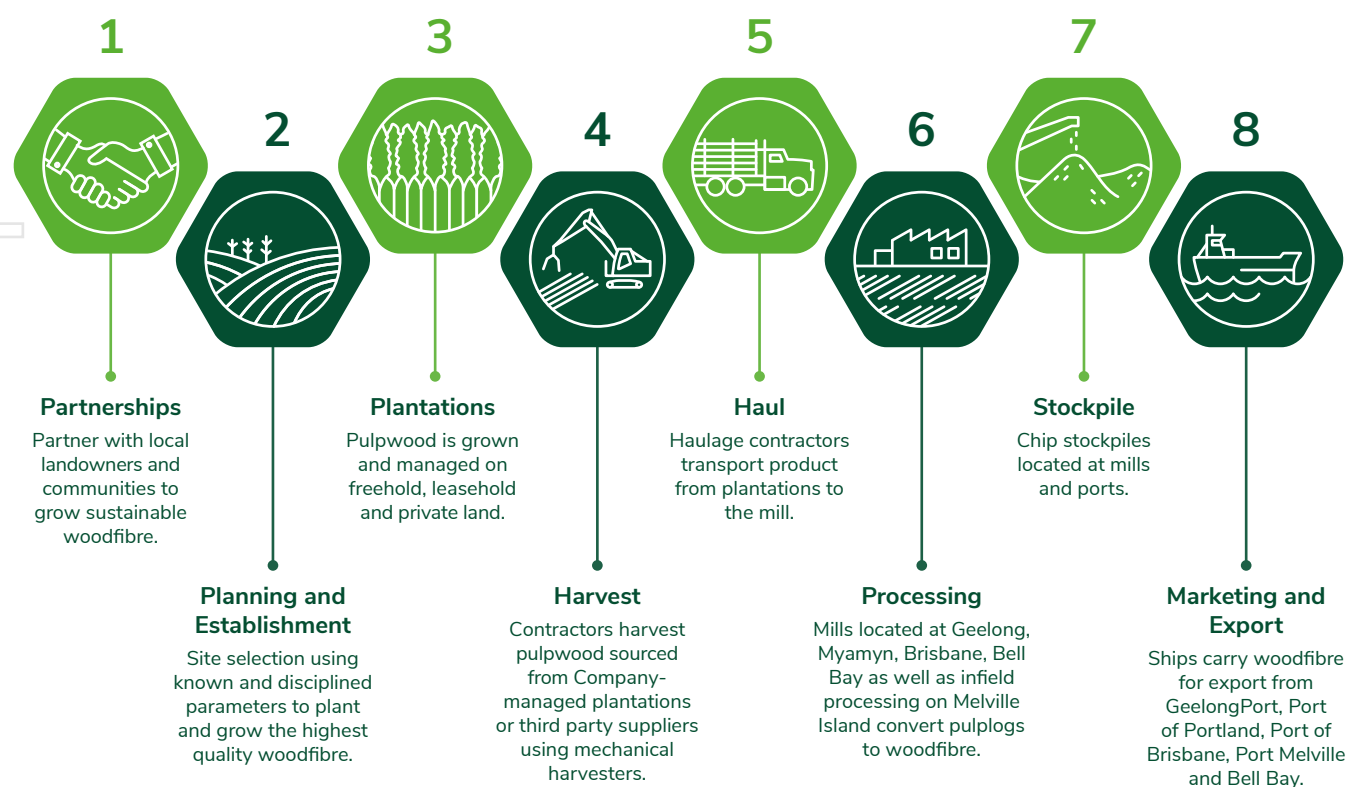 1
Partnerships
Partner with local
landowners and
communities to
grow sustainable
woodfibre.
2
Planning and
Establishment
Site selection using
known and disciplined
parameters to plant
and grow the highest
quality woodfibre.
3
Plantations
Pulpwood is grown
and managed on
freehold, leasehold
and private land.
4
Harvest
Contractors harvest
pulpwood sourced
from Company-
managed plantations
or third party suppliers
using mechanical
harvesters.
5
Haul
Haulage contractors
transport product
from plantations to
the mill.
6
Processing
Mills located at Geelong,
Myamyn, Brisbane, Bell
Bay as well as infield
processing on Melville
Island convert pulplogs
to woodfibre.
7
Stockpile
Chip stockpiles
located at mills
and ports.
8
Marketing and
Export
Ships carry woodfibre
for export from
GeelongPort, Port
of Portland, Port of
Brisbane, Port Melville
and Bell Bay.